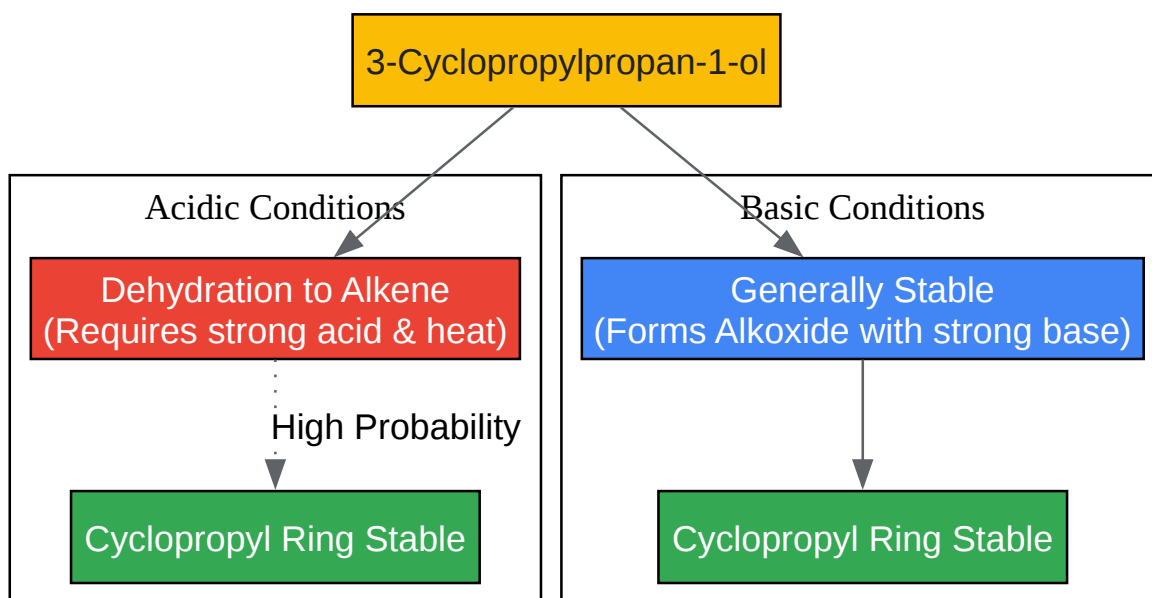 3-Cyclopropylpropan-1-ol
Acidic Conditions
Dehydration to Alkene
(Requires strong acid & heat)
High Probability
Cyclopropyl Ring Stable
Basic Conditions
Generally Stable
(Forms Alkoxide with strong base)
Cyclopropyl Ring Stable